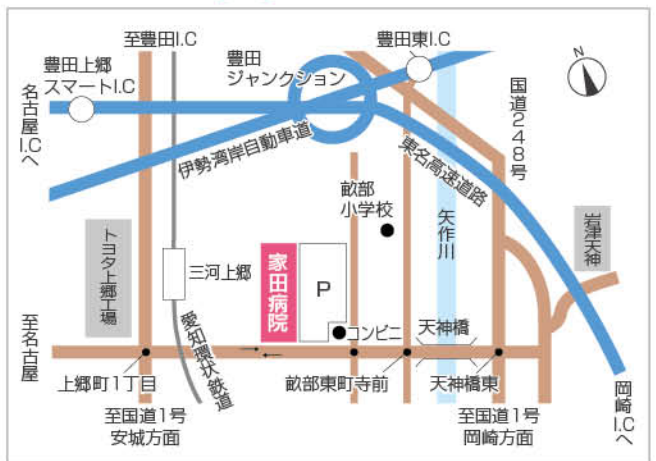 至豊田I.C
豊田東I.C
N
豊田上郷
スマートI.C
豊田
ジャンクション
名古屋I.Cへ
国道248号
伊勢湾岸自動車道
東名高速道路
畝部
小学校
矢作川
岩津天神
トヨタ上郷工場
三河上郷
家田病院
P
コンビニ
天神橋
至名古屋
愛知環状鉄道
上郷町1丁目
畝部東町寺前
天神橋東
至国道1号
安城方面
至国道1号
岡崎方面
岡崎I.Cへ